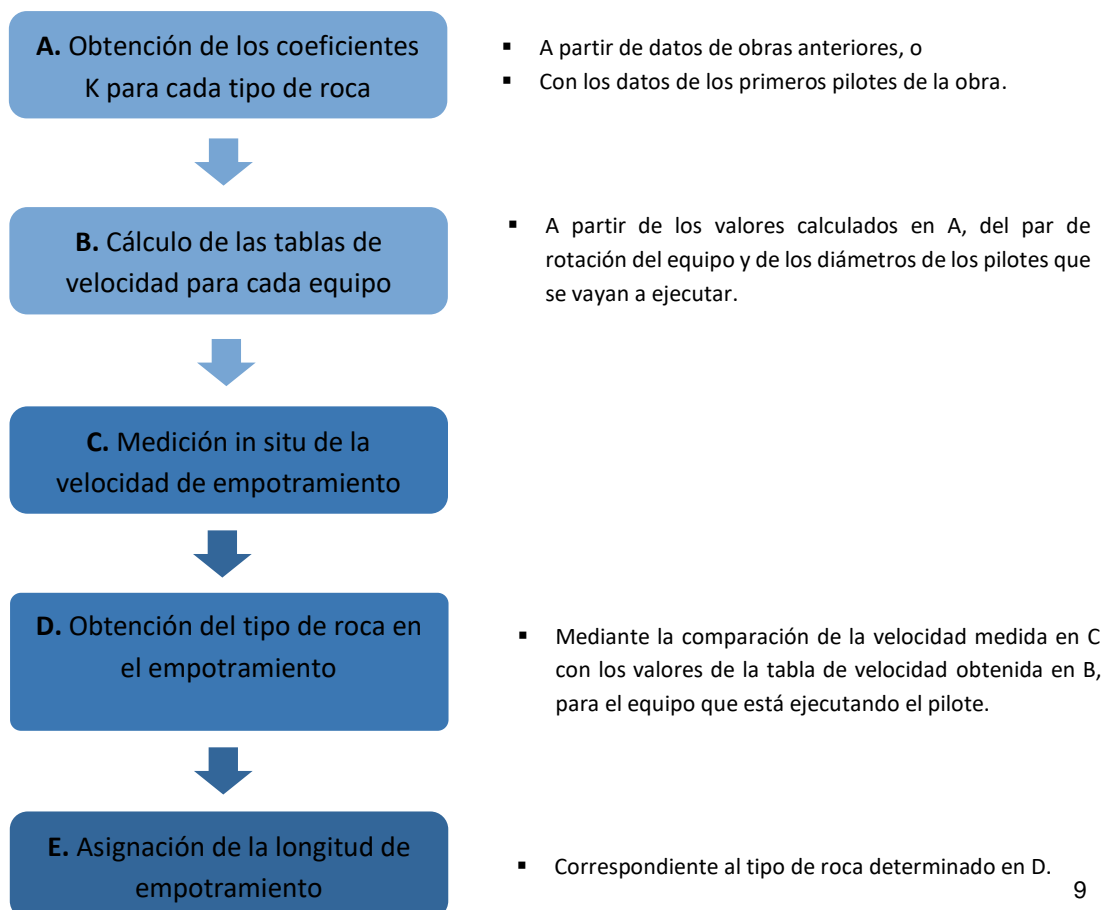 A. Obtención de los coeficientes
K para cada tipo de roca
▪ A partir de datos de obras anteriores, o
▪ Con los datos de los primeros pilotes de la obra.
B. Cálculo de las tablas de
velocidad para cada equipo
▪ A partir de los valores calculados en A, del par de
rotación del equipo y de los diámetros de los pilotes que
se vayan a ejecutar.
C. Medición in situ de la
velocidad de empotramiento
D. Obtención del tipo de roca en
el empotramiento
▪ Mediante la comparación de la velocidad medida en C
con los valores de la tabla de velocidad obtenida en B,
para el equipo que está ejecutando el pilote.
E. Asignación de la longitud de
empotramiento
▪ Correspondiente al tipo de roca determinado en D.
9